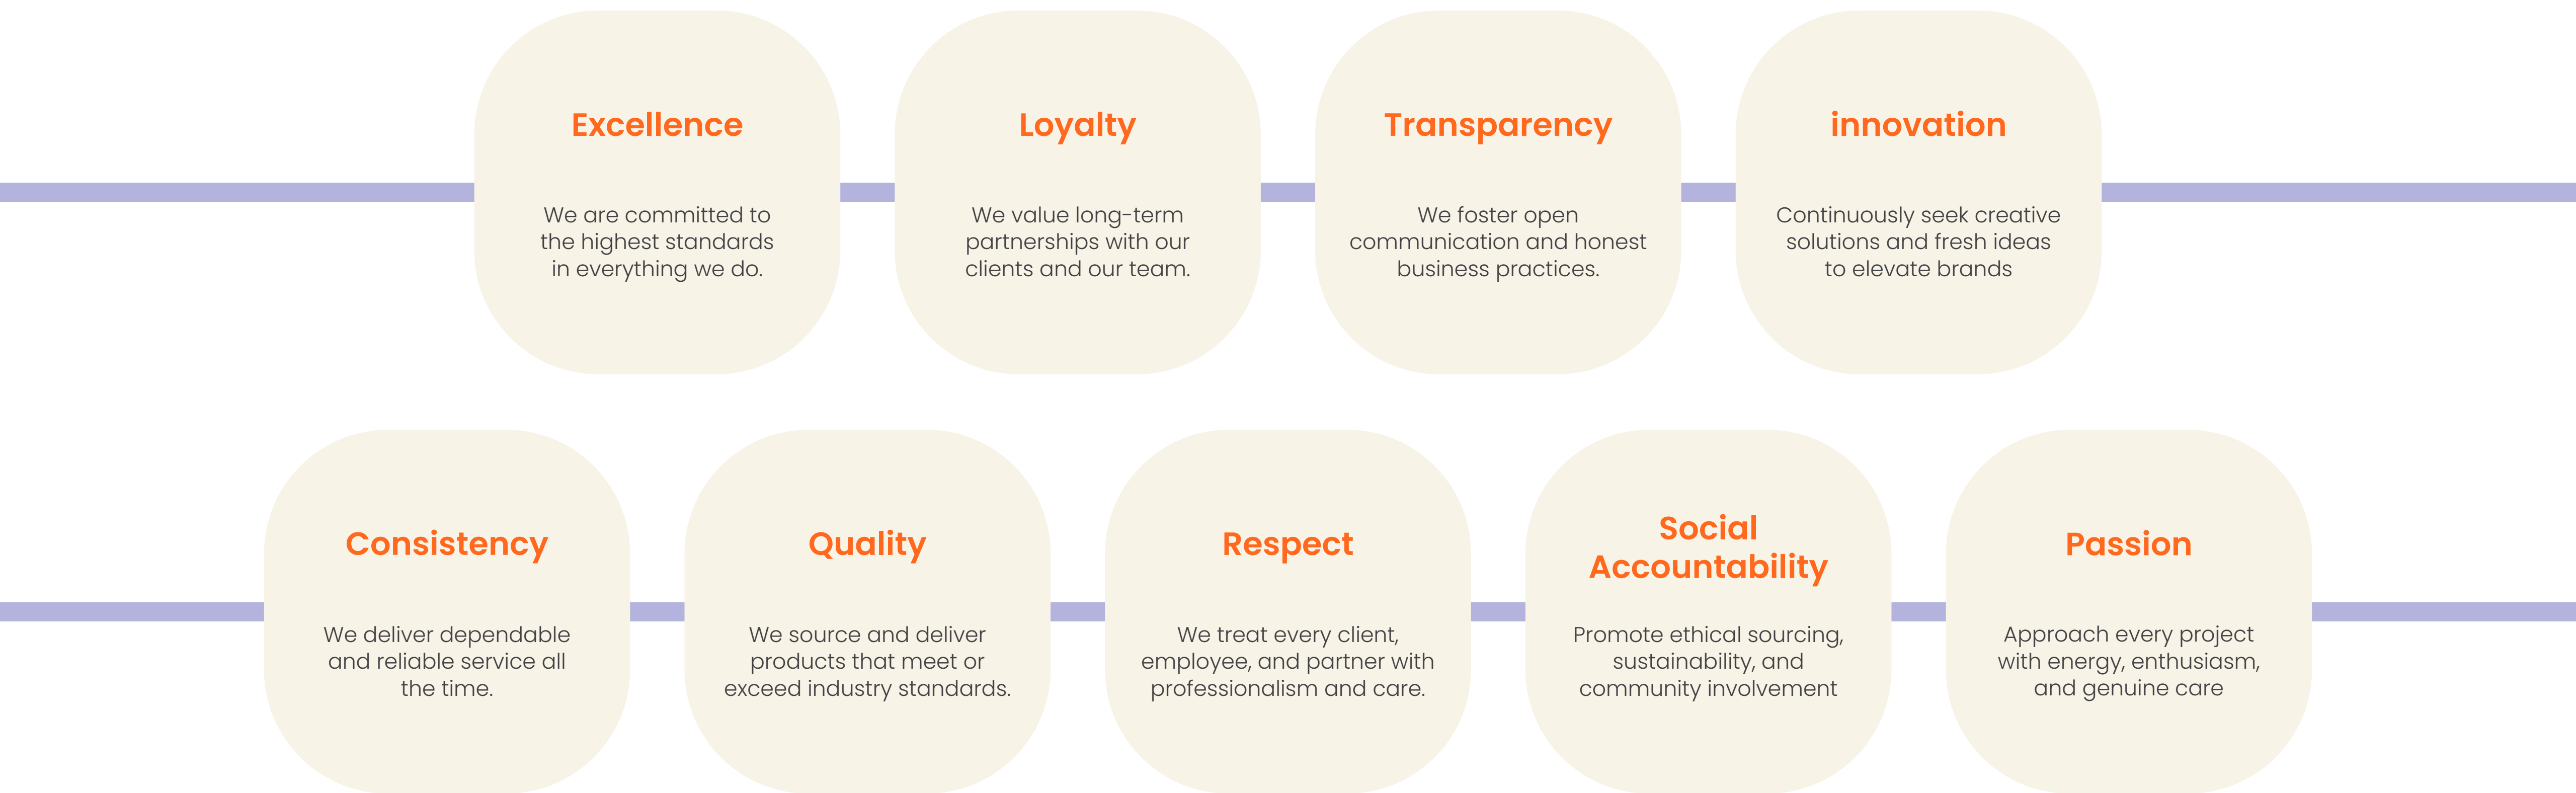 Excellence
We are committed to
the highest standards
in everything we do.
Loyalty
We value long-term
partnerships with our
clients and our team.
Transparency
We foster open
communication and honest
business practices.
innovation
Continuously seek creative
solutions and fresh ideas
to elevate brands
Consistency
We deliver dependable
and reliable service all
the time.
Quality
We source and deliver
products that meet or
exceed industry standards.
Respect
We treat every client,
employee, and partner with
professionalism and care.
Social
Accountability
Promote ethical sourcing,
sustainability, and
community involvement
Passion
Approach every project
with energy, enthusiasm,
and genuine care